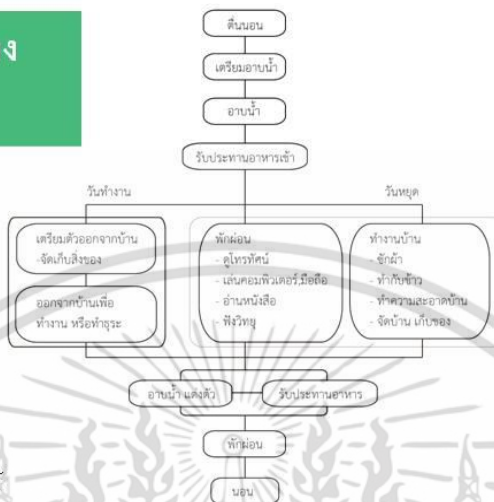 ง
ตื่นนอน
เตรียมอาบน้ำ
อาบน้ำ
รับประทานอาหารเช้า
วันทำงาน
วันหยุด
เตรียมตัวออกจากบ้าน
-จัดเก็บสิ่งของ
ออกจากบ้านเพื่อ
ทำงาน หรือทำธุระ
พักผ่อน
- ดูโทรทัศน์
- เล่นคอมพิวเตอร์,มือถือ
- อ่านหนังสือ
- ฟังวิทยุ
ทำงานบ้าน
- ซักผ้า
- ทำกับข้าว
- ทำความสะอาดบ้าน
- จัดบ้าน เก็บของ
อาบน้ำ แต่งตัว
รับประทานอาหาร
พักผ่อน
นอน